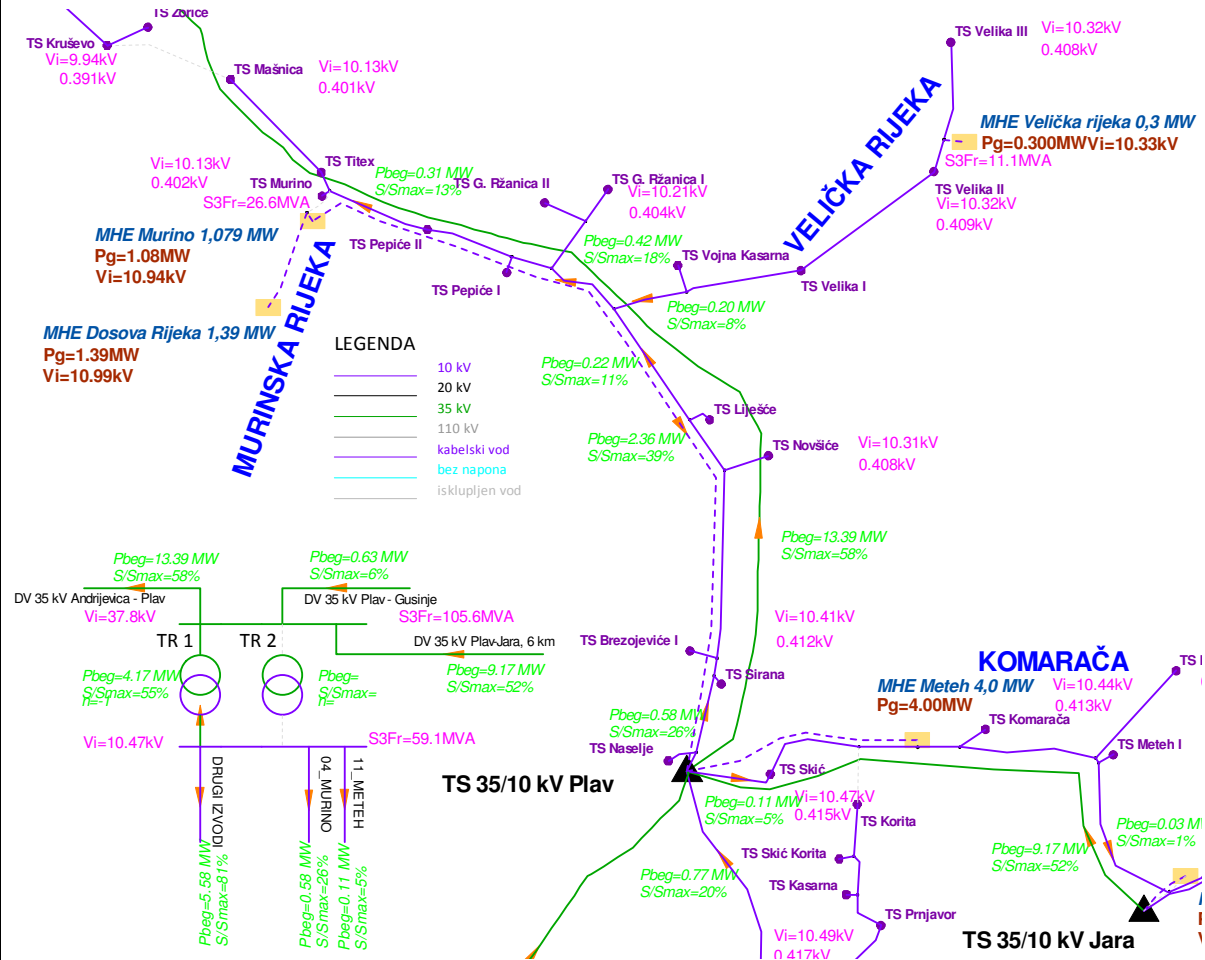 TS Zorice
TS Kruševo
Vi=9.94kV
0.391kV
TS Mašnica
Vi=10.13kV
0.401kV
TS Velika III
Vi=10.32kV
0.408kV
VELIČKA RIJEKA
MHE Velička rijeka 0,3 MW
Pg=0.300MW
Vi=10.33kV
S3Fr=11.1MVA
TS Velika II
Vi=10.32kV
0.409kV
Vi=10.13kV
0.402kV
TS Titex
TS Murino
S3Fr=26.6MVA
Pbeg=0.31 MW
S/Smax=13%
TS G. Ržanica II
TS G. Ržanica I
Vi=10.21kV
0.404kV
MHE Murino 1,079 MW
Pg=1.08MW
Vi=10.94kV
TS Pepiće II
TS Pepiće I
Pbeg=0.42 MW
S/Smax=18%
TS Vojna Kasarna
TS Velika I
Pbeg=0.20 MW
S/Smax=8%
MHE Dosova Rijeka 1,39 MW
Pg=1.39MW
Vi=10.99kV
MURINSKA RIJEKA
LEGENDA
10 kV
20 kV
35 kV
110 kV
kabelski vod
bez napona
isklupljen vod
Pbeg=0.22 MW
S/Smax=11%
TS Liješće
Pbeg=2.36 MW
S/Smax=39%
TS Novšiće
Vi=10.31kV
0.408kV
Pbeg=13.39 MW
S/Smax=58%
Pbeg=13.39 MW
S/Smax=58%
Pbeg=0.63 MW
S/Smax=6%
DV 35 kV Andrijevica - Plav
DV 35 kV Plav - Gusinje
Vi=37.8kV
S3Fr=105.6MVA
TR 1
TR 2
DV 35 kV Plav-Jara, 6 km
Pbeg=9.17 MW
S/Smax=52%
Pbeg=4.17 MW
S/Smax=55%
n=-1
Pbeg=
S/Smax=
n=
Vi=10.47kV
S3Fr=59.1MVA
DRUGI IZVODI
04_MURINO
11_METEH
Pbeg=5.58 MW
S/Smax=81%
Pbeg=0.58 MW
S/Smax=26%
Pbeg=0.11 MW
S/Smax=5%
TS Brezojeviće I
Vi=10.41kV
0.412kV
TS Sirana
Pbeg=0.58 MW
S/Smax=26%
TS Naselje
TS 35/10 kV Plav
KOMARAČA
MHE Meteh 4,0 MW
Pg=4.00MW
Vi=10.44kV
0.413kV
TS Komarača
TS Meteh I
TS Skić
Pbeg=0.11 MW
S/Smax=5%
Vi=10.47kV
0.415kV
TS Korita
TS Skić Korita
TS Kasarna
TS Prnjavor
Pbeg=0.77 MW
S/Smax=20%
Vi=10.49kV
0.417kV
Pbeg=9.17 MW
S/Smax=52%
Pbeg=0.03 M
S/Smax=1%
TS 35/10 kV Jara